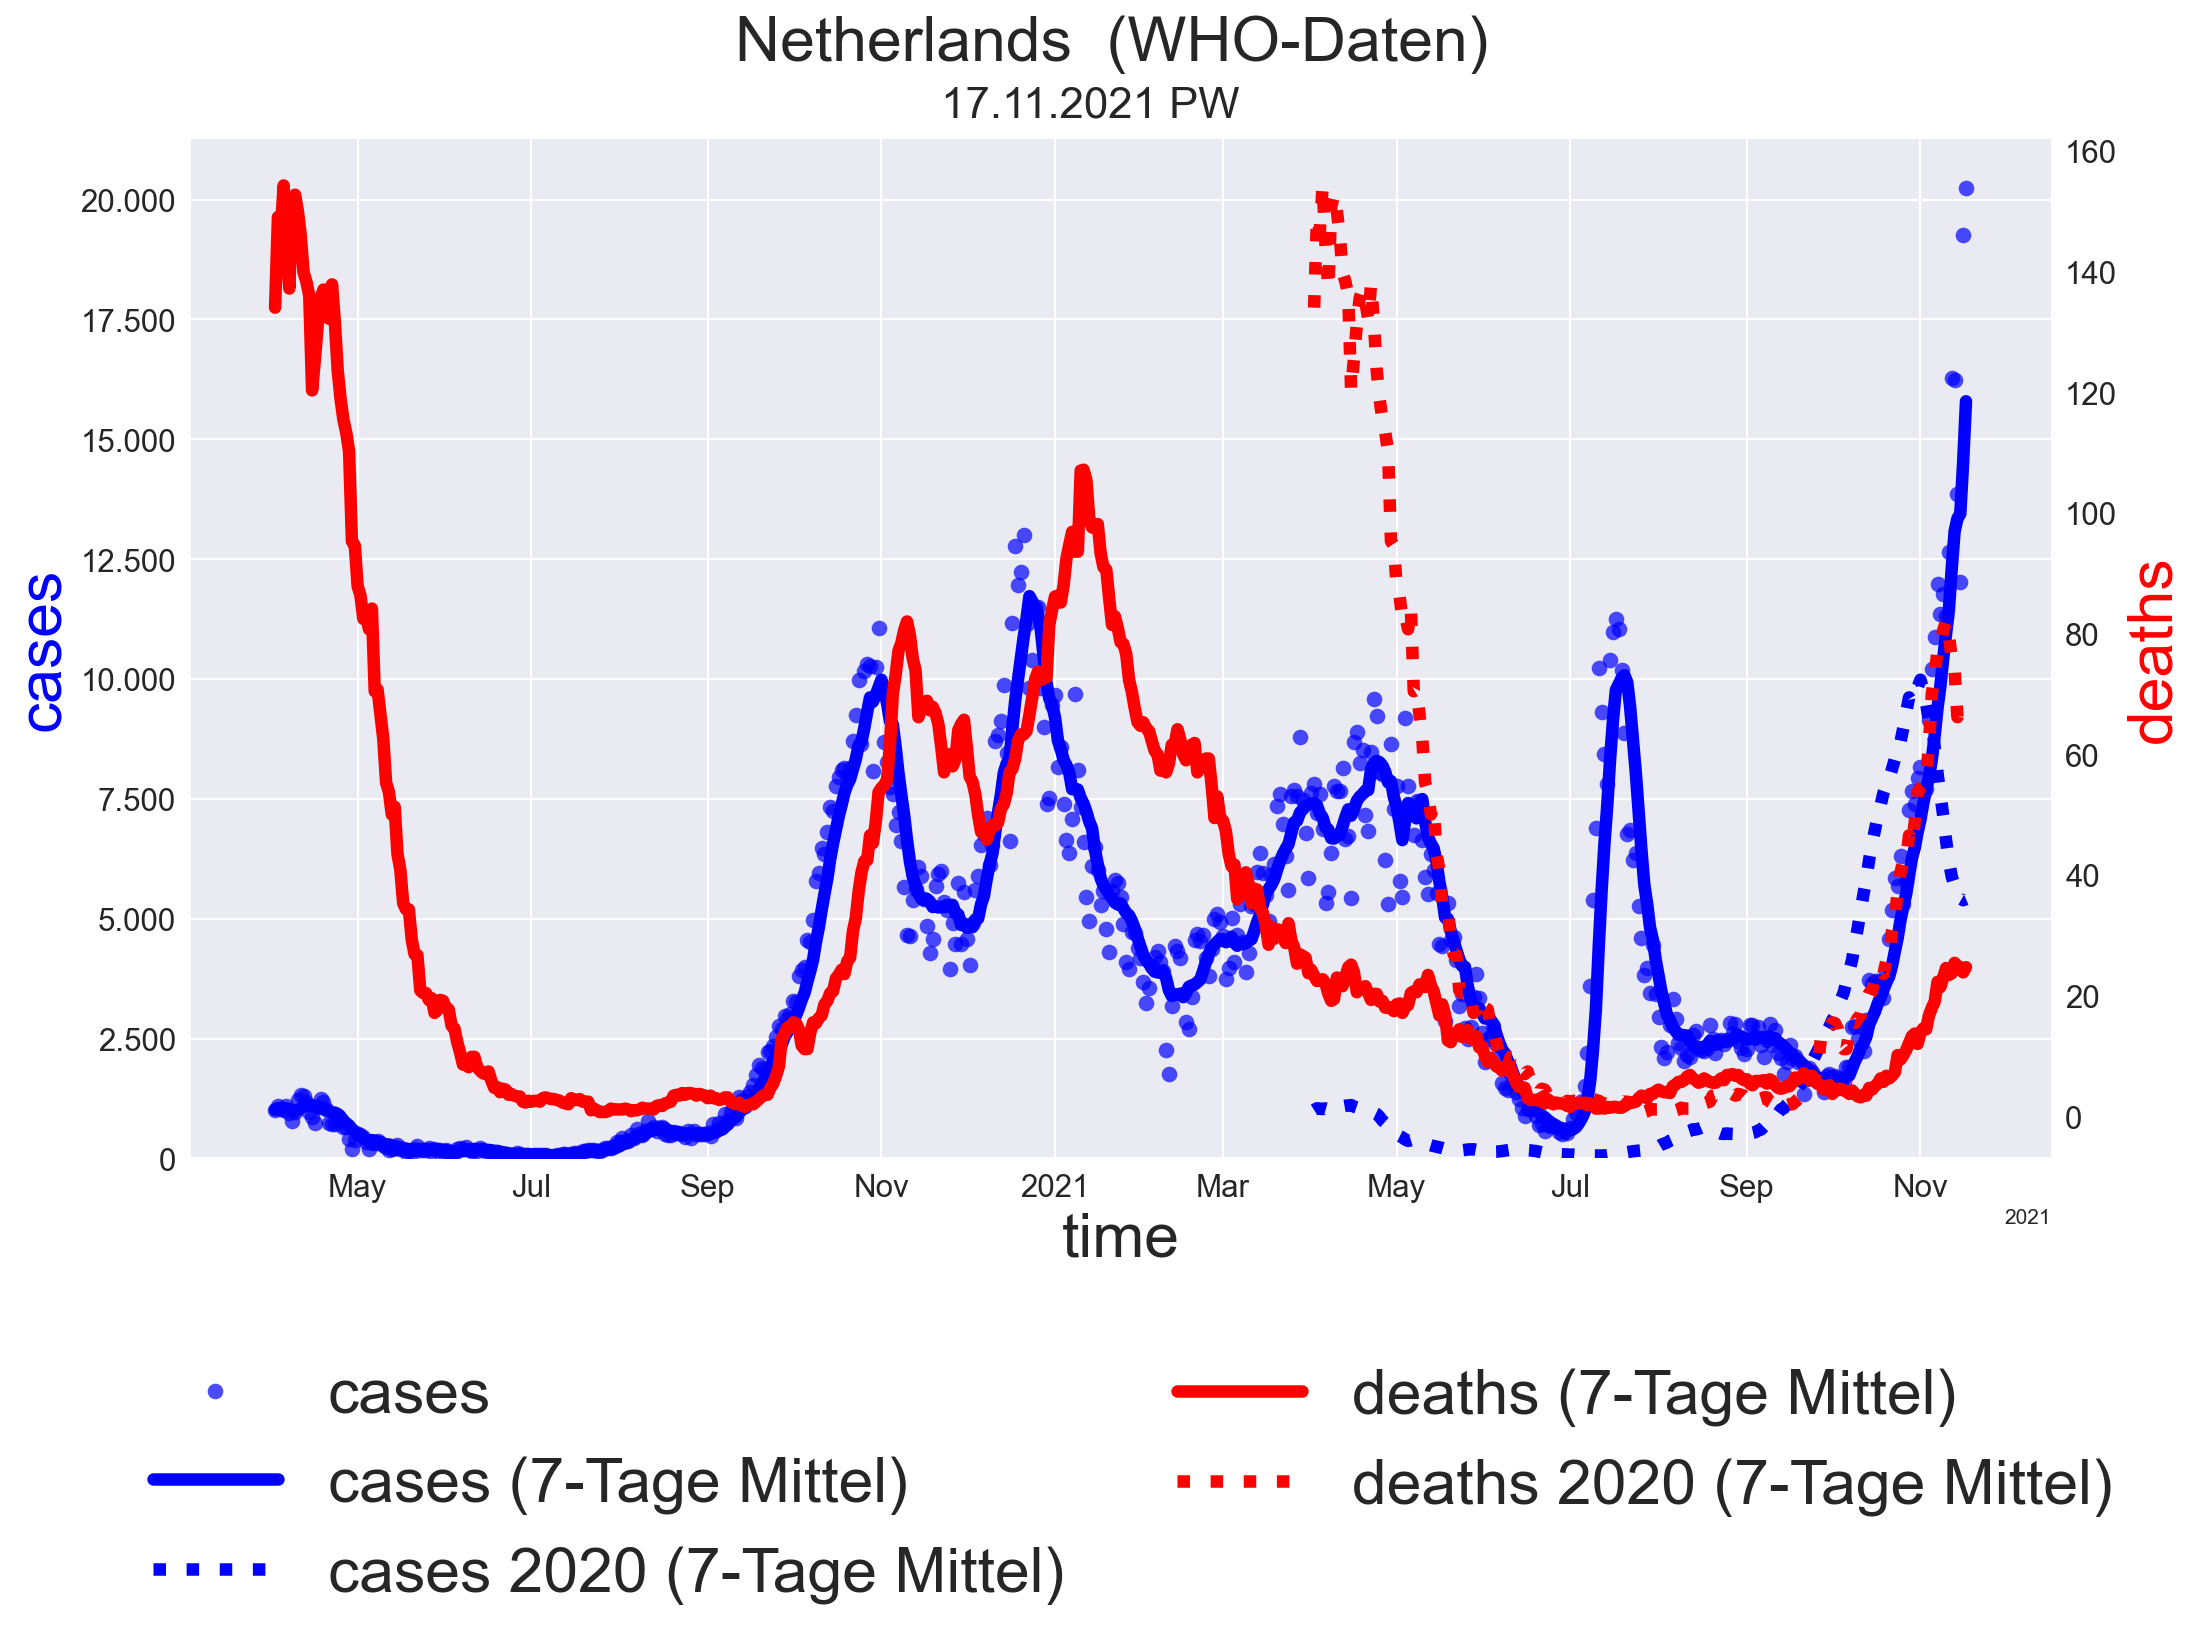 Netherlands  (WHO-Daten)
17.11.2021 PW
cases
20.000
17.500
15.000
12.500
10.000
7.500
5.000
2.500
0
160
140
120
100
80
60
40
20
0
deaths
May Jul Sep Nov 2021 Mar May Jul Sep Nov
2021
time
cases
cases (7-Tage Mittel)
cases 2020 (7-Tage Mittel)
deaths (7-Tage Mittel)
deaths 2020 (7-Tage Mittel)